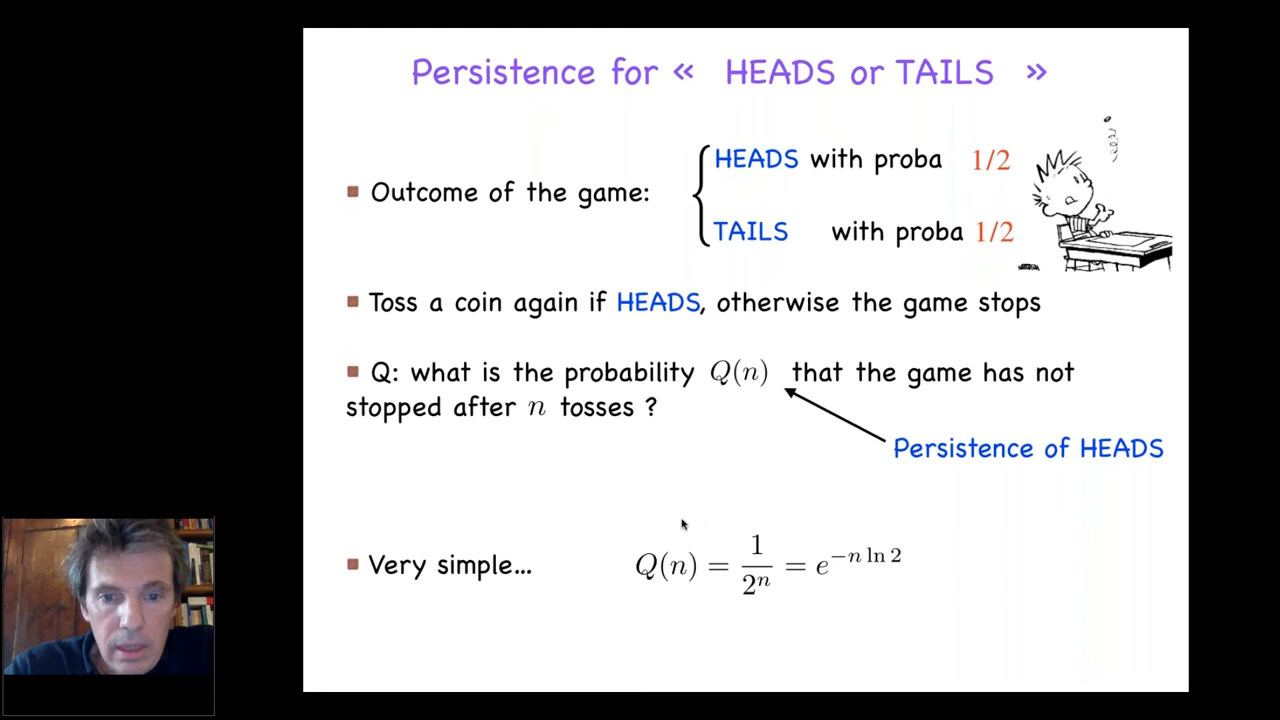 Persistence for « HEADS or TAILS »
HEADS with proba 1/2
Outcome of the game:
TAILS with proba 1/2
Toss a coin again if HEADS, otherwise the game stops
Q: what is the probability Q(n) that the game has not
stopped after n tosses ?
Persistence of HEADS
Very simple... Q(n) = 1/2^n = e^{-n ln 2}